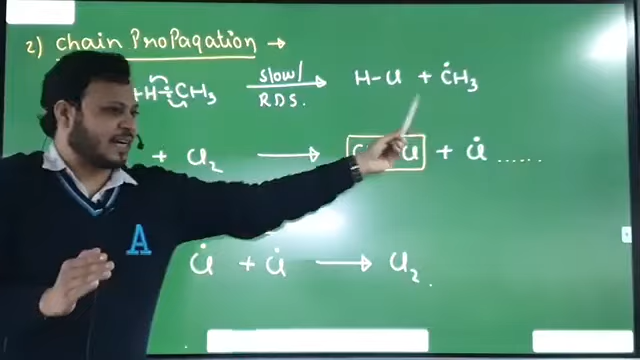 2) Chain Propagation →
+H÷CH₃ slow/ RDS. → H-Cl + ĊH₃
+ Cl₂ → Cl + Ċl ......
A
Ċl + Ċl → Cl₂.